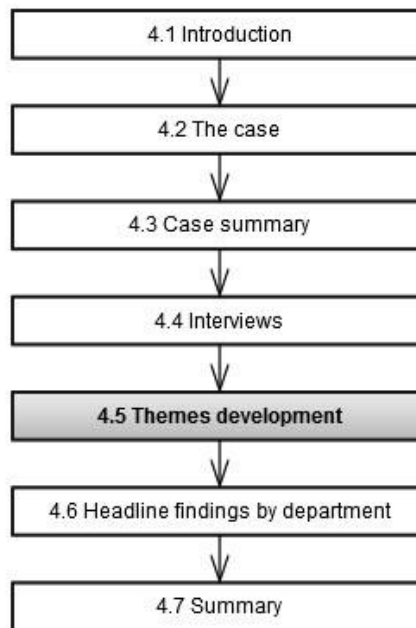 4.1 Introduction
4.2 The case
4.3 Case summary
4.4 Interviews
4.5 Themes development
4.6 Headline findings by department
4.7 Summary